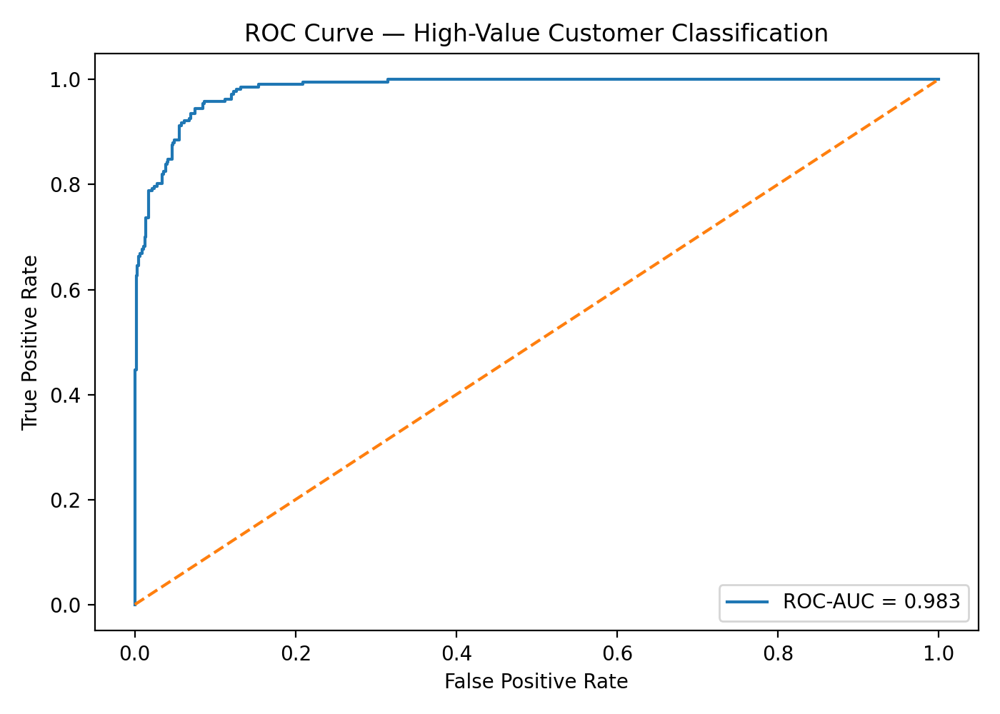 ROC Curve — High-Value Customer Classification
True Positive Rate
1.0
0.8
0.6
0.4
0.2
0.0
ROC-AUC = 0.983
0.0 0.2 0.4 0.6 0.8 1.0
False Positive Rate